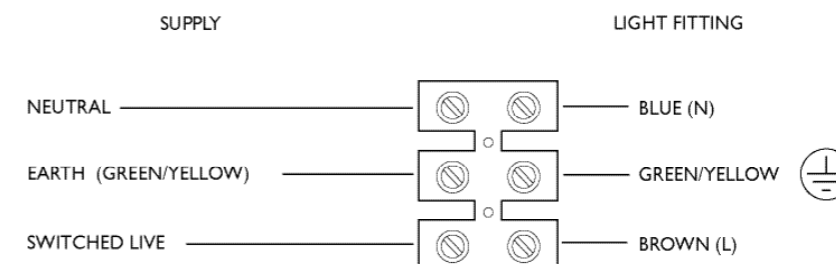 SUPPLY LIGHT FITTING
NEUTRAL BLUE (N)
EARTH (GREEN/YELLOW) GREEN/YELLOW
SWITCHED LIVE BROWN (L)